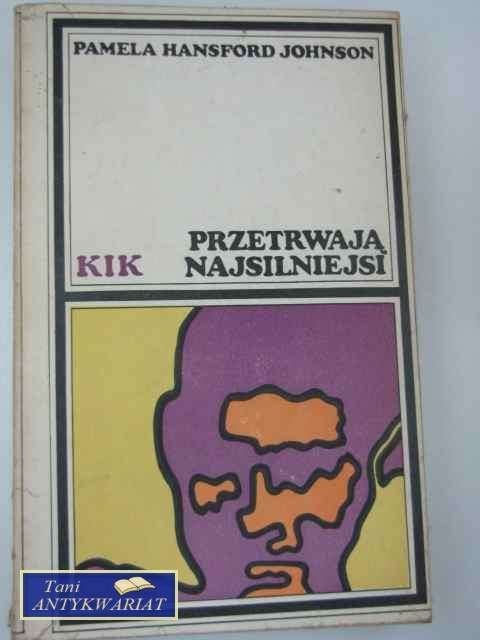 PAMELA HANSFORD JOHNSON
PRZETRWAJĄ
KIK NAJSILNIEJSI
Tani
ANTYKWARIAT